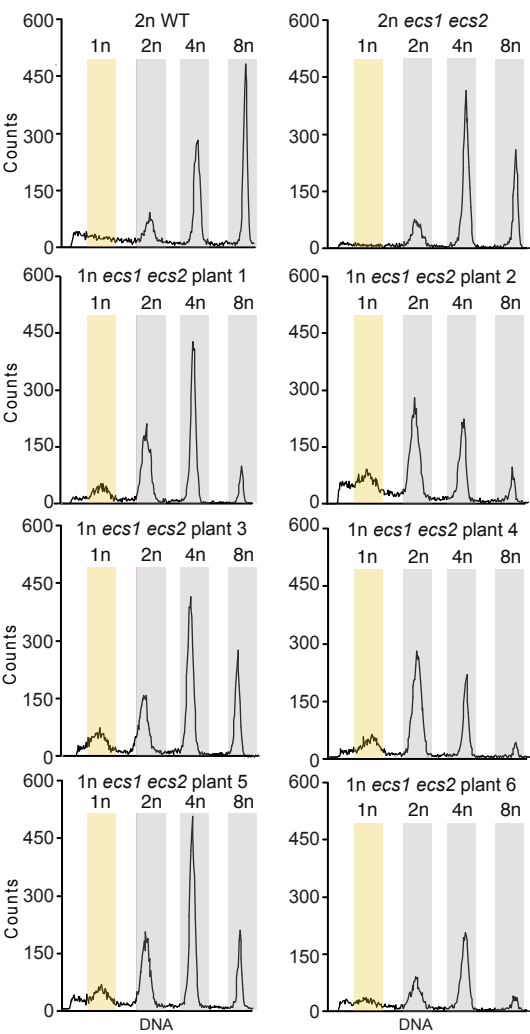 2n WT
1n 2n 4n 8n
600
450
300
150
0
Counts
2n ecs1 ecs2
1n 2n 4n 8n
600
450
300
150
0
1n ecs1 ecs2 plant 1
1n 2n 4n 8n
600
450
300
150
0
Counts
1n ecs1 ecs2 plant 2
1n 2n 4n 8n
600
450
300
150
0
1n ecs1 ecs2 plant 3
1n 2n 4n 8n
600
450
300
150
0
Counts
1n ecs1 ecs2 plant 4
1n 2n 4n 8n
600
450
300
150
0
1n ecs1 ecs2 plant 5
1n 2n 4n 8n
600
450
300
150
0
Counts
DNA
1n ecs1 ecs2 plant 6
1n 2n 4n 8n
600
450
300
150
0
DNA